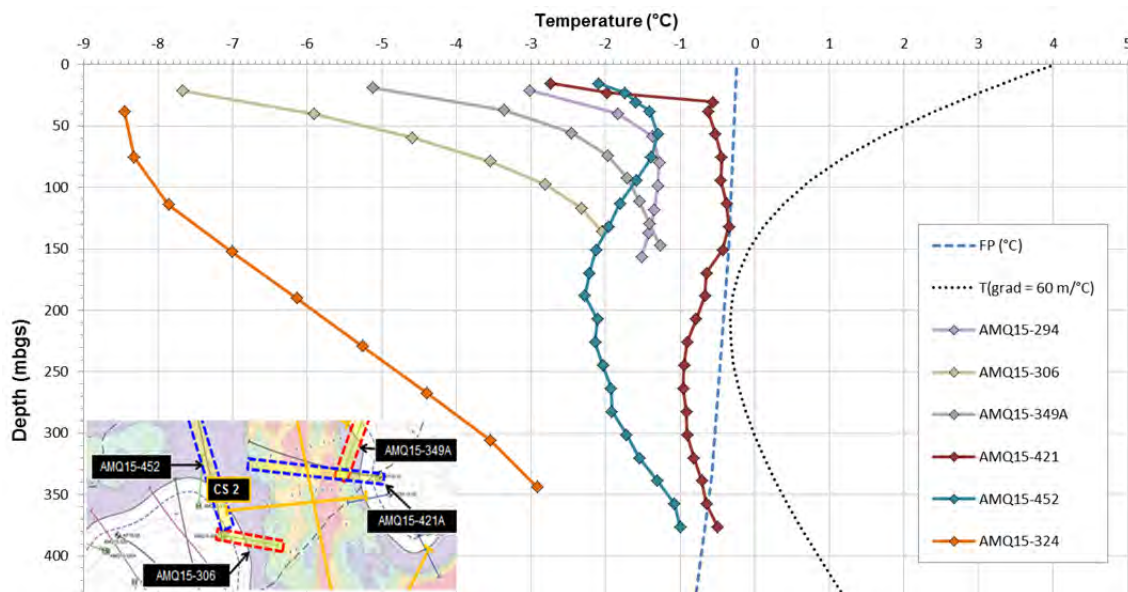 Temperature (°C)
-9 -8 -7 -6 -5 -4 -3 -2 -1 0 1 2 3 4 5
Depth (mbgs)
0
50
100
150
200
250
300
350
400
FP (°C)
T(grad = 60 m/°C)
AMQ15-294
AMQ15-306
AMQ15-349A
AMQ15-421
AMQ15-452
AMQ15-324
AMQ15-349A
AMQ15-452
CS 2
AMQ15-421A
AMQ15-306